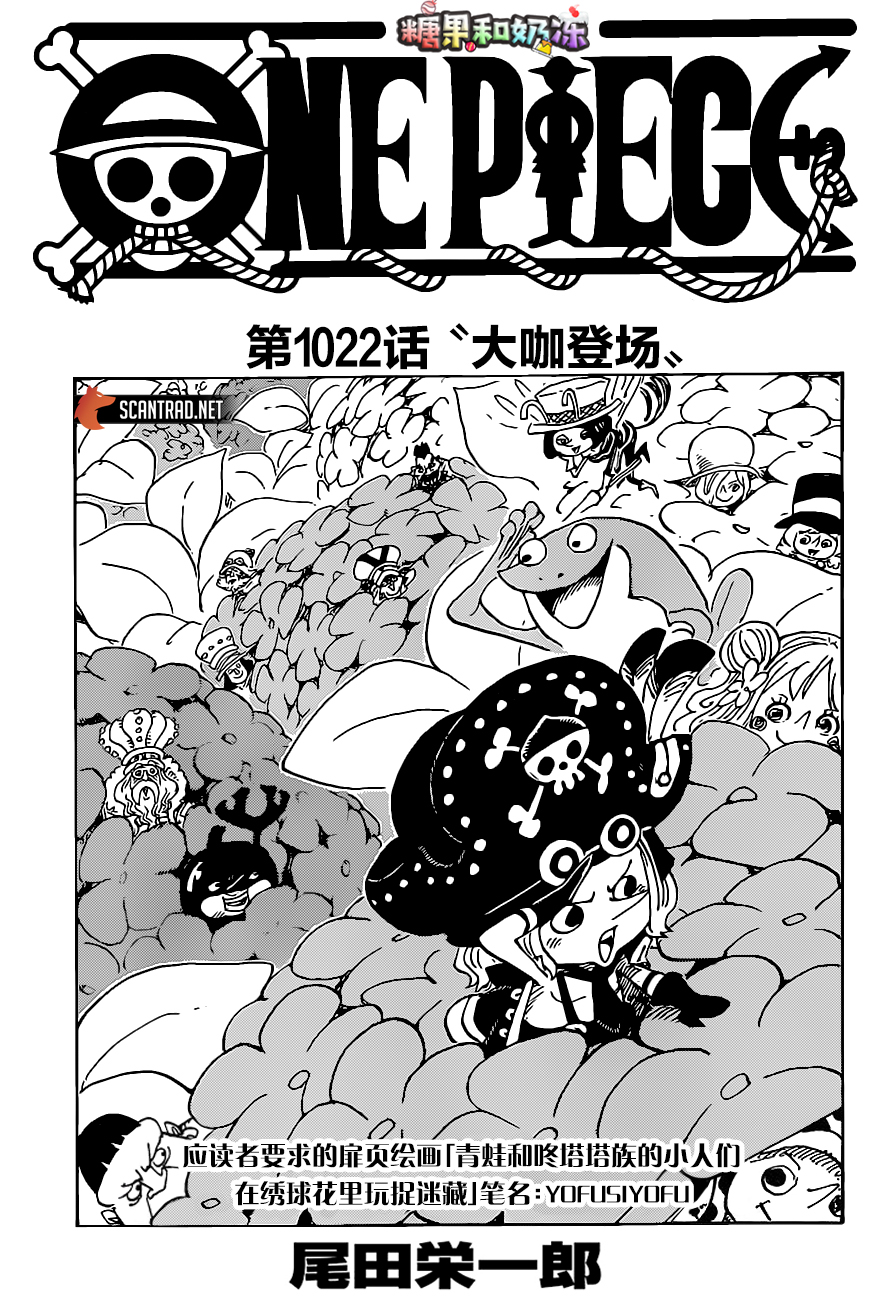 糖果和奶冻
ONE PIECE
第1022话〝大咖登场〟
SCANTRAD.NET
应读者要求的扉页绘画「青蛙和咚塔塔族的小人们
在绣球花里玩捉迷藏」笔名：YOFUSIYOFU
尾田栄一郎